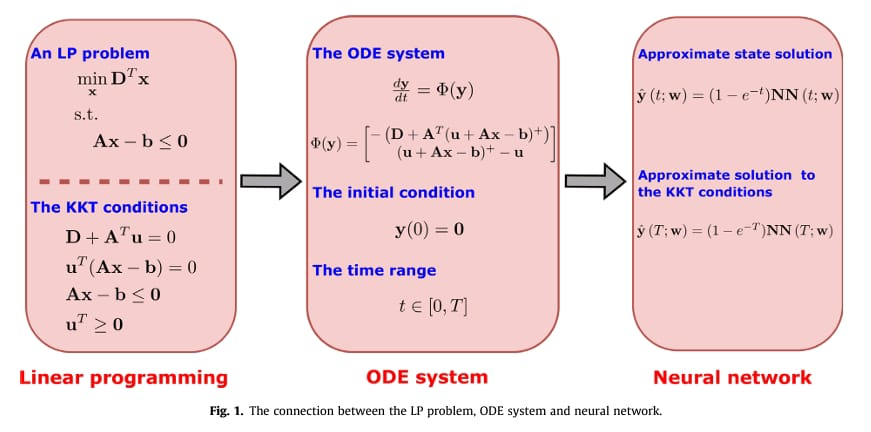 An LP problem
min D^T x
x
s.t.
Ax − b ≤ 0
The KKT conditions
D + A^T u = 0
u^T (Ax − b) = 0
Ax − b ≤ 0
u^T ≥ 0
Linear programming
The ODE system
dy/dt = Φ(y)
Φ(y) = [ −(D + A^T(u + Ax − b)^+)
(u + Ax − b)^+ − u ]
The initial condition
y(0) = 0
The time range
t ∈ [0, T]
ODE system
Approximate state solution
ŷ (t; w) = (1 − e^{−t})NN (t; w)
Approximate solution to
the KKT conditions
ŷ (T; w) = (1 − e^{−T})NN (T; w)
Neural network
Fig. 1. The connection between the LP problem, ODE system and neural network.